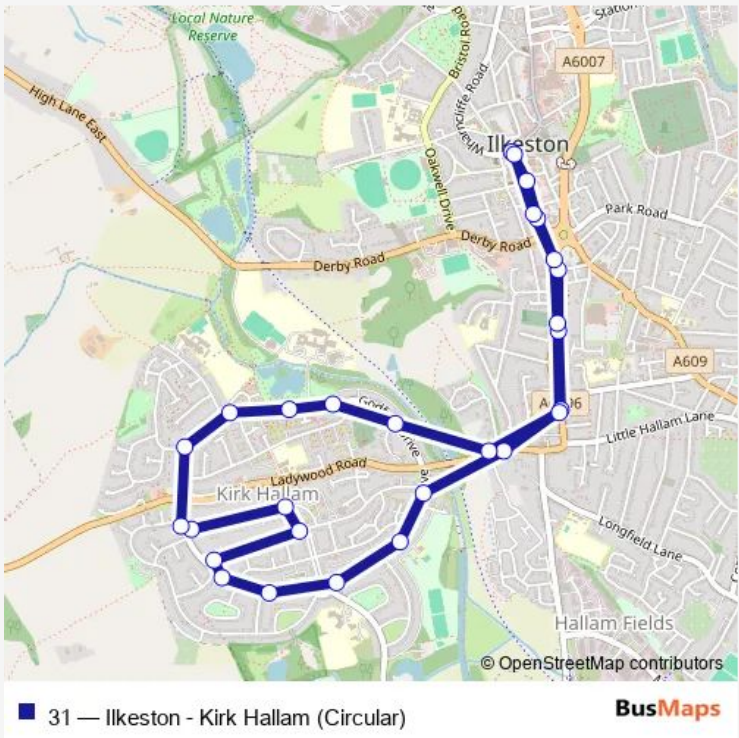 Local Nature
Reserve
Station
A6007
Bristol Ro
High Lane East
Wharncliffe Road
Ilkeston
Oakwell Drive
Park Road
Derby Road
Derby Road
A609
Little Hallam Lane
Ladywood Road
Kirk Hallam
Longfield Lane
Hallam Fields
© OpenStreetMap contributors
31 — Ilkeston - Kirk Hallam (Circular)
BusMaps